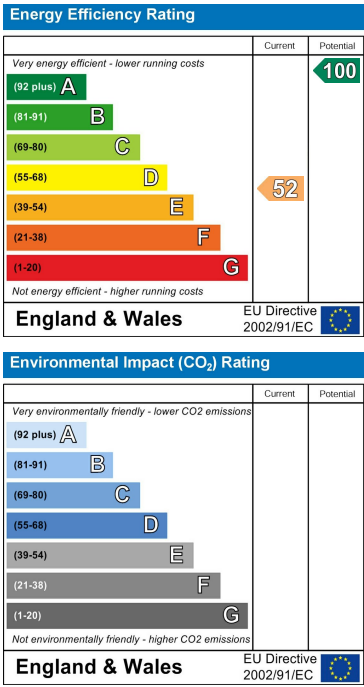 Energy Efficiency Rating
Current Potential
Very energy efficient - lower running costs
100
(92 plus) A
(81-91) B
(69-80) C
(55-68) D
52
(39-54) E
(21-38) F
(1-20) G
Not energy efficient - higher running costs
England & Wales
EU Directive
2002/91/EC
Environmental Impact (CO₂) Rating
Current Potential
Very environmentally friendly - lower CO2 emissions
(92 plus) A
(81-91) B
(69-80) C
(55-68) D
(39-54) E
(21-38) F
(1-20) G
Not environmentally friendly - higher CO2 emissions
England & Wales
EU Directive
2002/91/EC